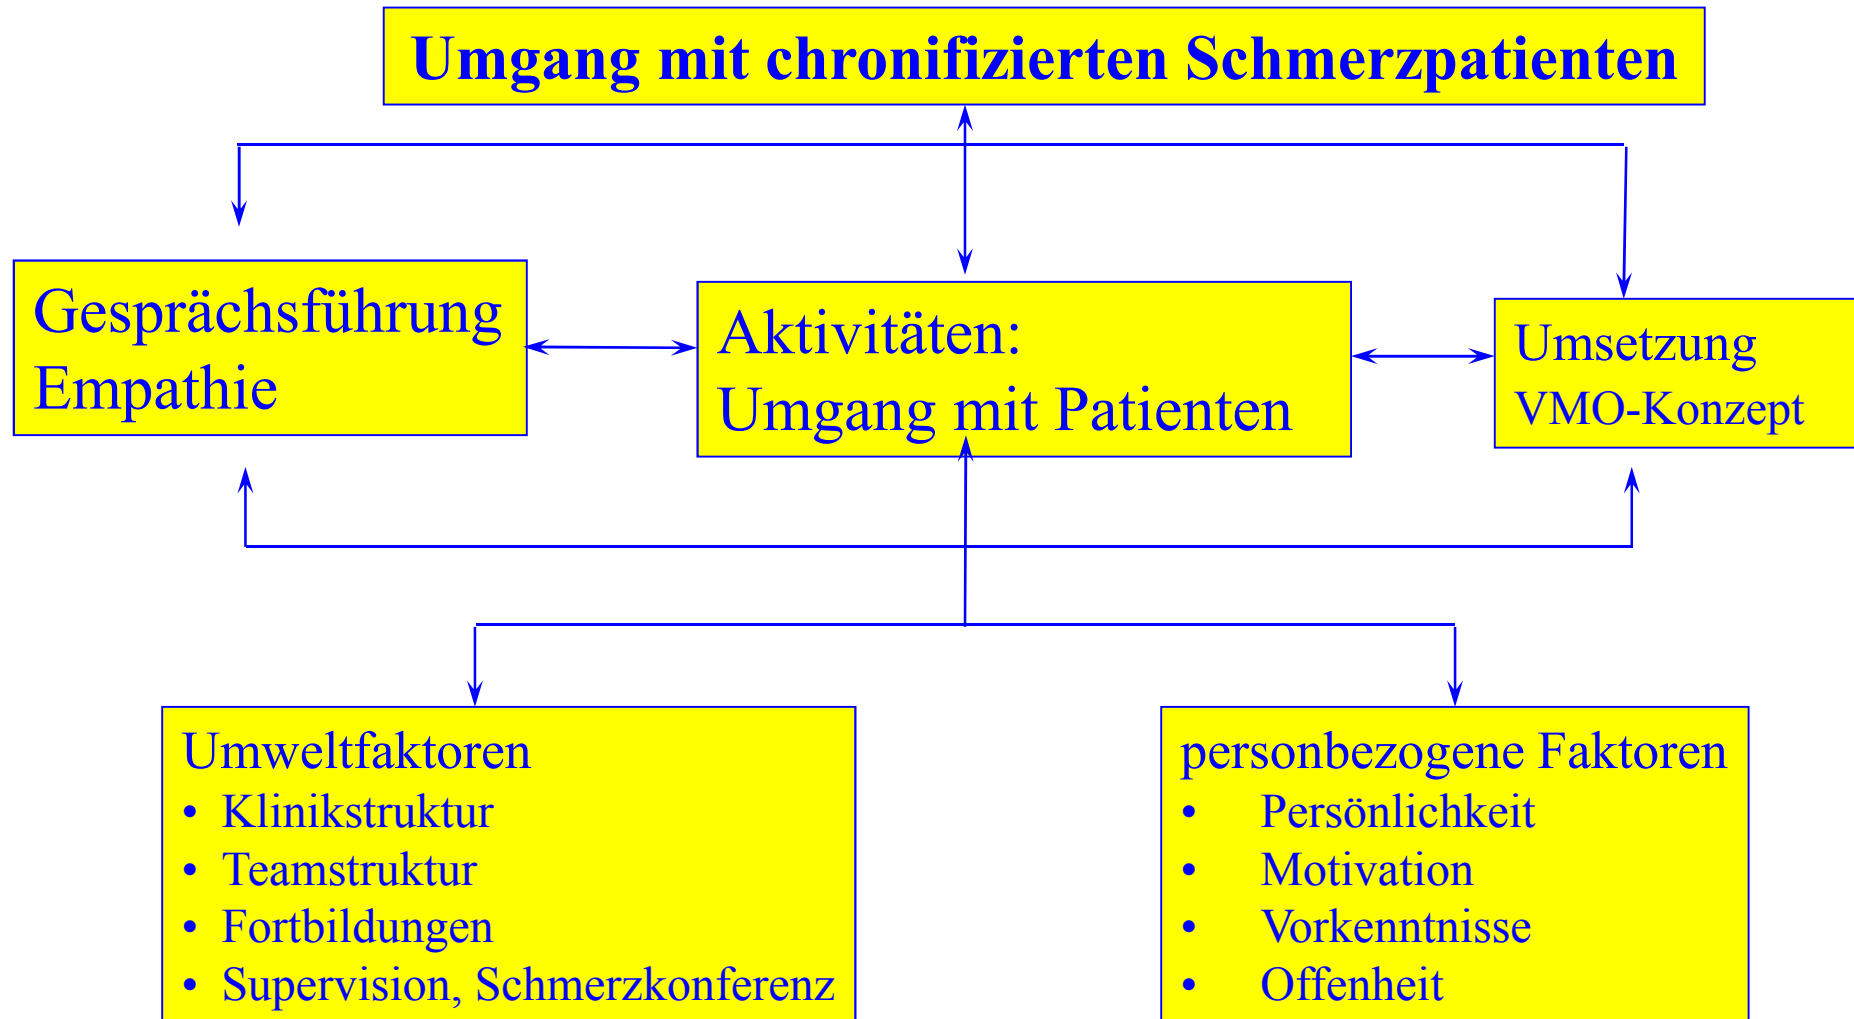 Umgang mit chronifizierten Schmerzpatienten
Gesprächsführung
Empathie
Aktivitäten:
Umgang mit Patienten
Umsetzung
VMO-Konzept
Umweltfaktoren
• Klinikstruktur
• Teamstruktur
• Fortbildungen
• Supervision, Schmerzkonferenz
personbezogene Faktoren
• Persönlichkeit
• Motivation
• Vorkenntnisse
• Offenheit